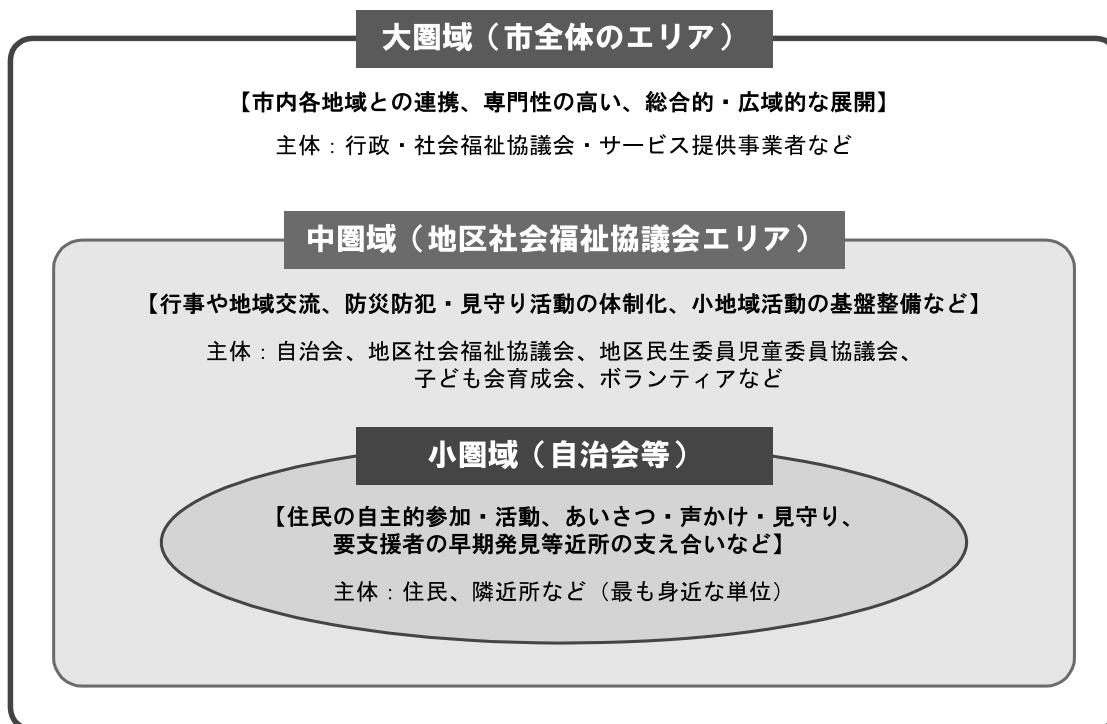 大圏域（市全体のエリア）
【市内各地域との連携、専門性の高い、総合的・広域的な展開】
主体：行政・社会福祉協議会・サービス提供事業者など
中圏域（地区社会福祉協議会エリア）
【行事や地域交流、防災防犯・見守り活動の体制化、小地域活動の基盤整備など】
主体：自治会、地区社会福祉協議会、地区民生委員児童委員協議会、
子ども会育成会、ボランティアなど
小圏域（自治会等）
【住民の自主的参加・活動、あいさつ・声かけ・見守り、
要支援者の早期発見等近所の支え合いなど】
主体：住民、隣近所など（最も身近な単位）